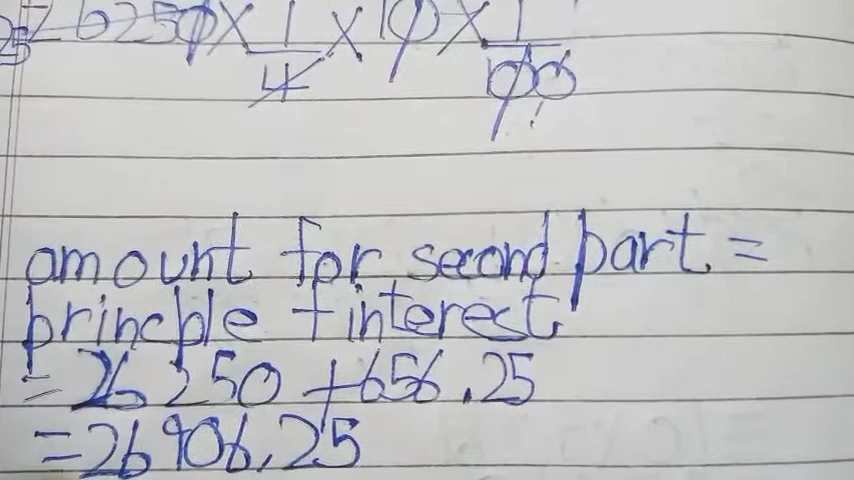 26250 × 1/4 × 10 × 1/100
amount for second part =
principle + interest
= 26250 + 656.25
= 26906.25